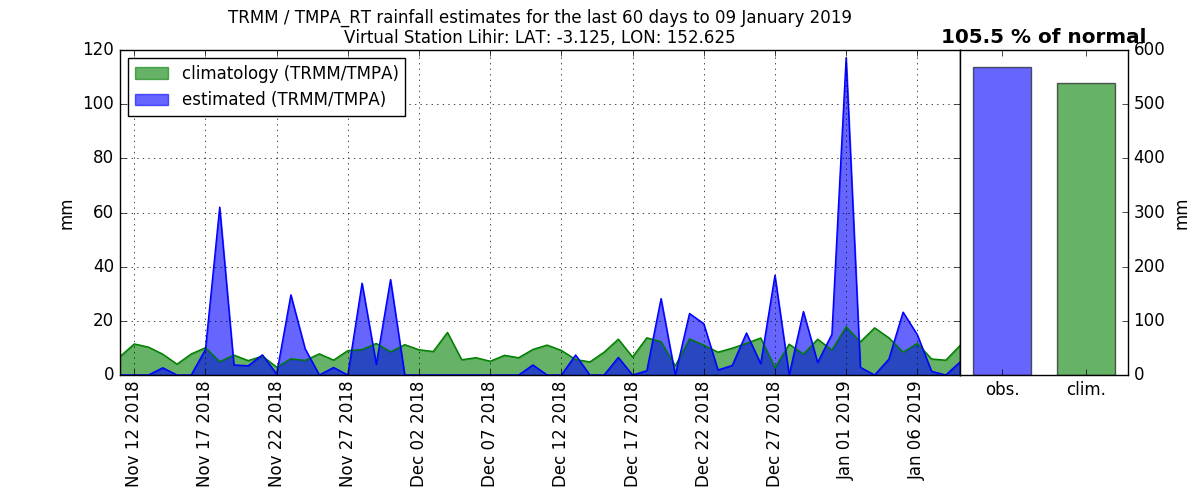 TRMM / TMPA_RT rainfall estimates for the last 60 days to 09 January 2019
Virtual Station Lihir: LAT: -3.125, LON: 152.625
105.5 % of normal
climatology (TRMM/TMPA)
estimated (TRMM/TMPA)
120
100
80
60
40
20
0
mm
Nov 12 2018
Nov 17 2018
Nov 22 2018
Nov 27 2018
Dec 02 2018
Dec 07 2018
Dec 12 2018
Dec 17 2018
Dec 22 2018
Dec 27 2018
Jan 01 2019
Jan 06 2019
600
500
400
300
200
100
0
mm
obs.
clim.